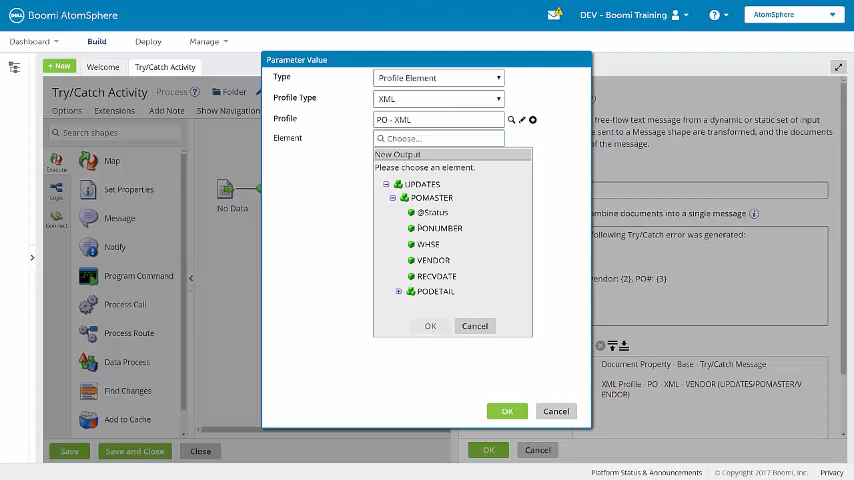 DELL Boomi AtomSphere
DEV - Boomi Training
AtomSphere
Dashboard
Build
Deploy
Manage
+ New
Welcome
Try/Catch Activity
Try/Catch Activity - Process
Folder
Options
Extensions
Add Note
Show Navigation
Search shapes
Execute
Logic
Connect
Map
Set Properties
Message
Notify
Program Command
Process Call
Process Route
Data Process
Find Changes
Add to Cache
No Data
Save
Save and Close
Close
Parameter Value
Type
Profile Element
Profile Type
XML
Profile
PO - XML
Element
Choose...
New Output
Please choose an element.
UPDATES
POMASTER
@Status
PONUMBER
WHSE
VENDOR
RECVDATE
PODETAIL
OK
Cancel
OK
Cancel
free-flow text message from a dynamic or static set of input
sent to a Message shape are transformed, and the documents
of the message.
combine documents into a single message
following Try/Catch error was generated:
vendor: {2}, PO#: {3}
Document Property - Base - Try/Catch Message
XML Profile - PO - XML - VENDOR (UPDATES/POMASTER/V
ENDOR)
OK
Cancel
Platform Status & Announcements
© Copyright 2017 Boomi, Inc.
Privacy